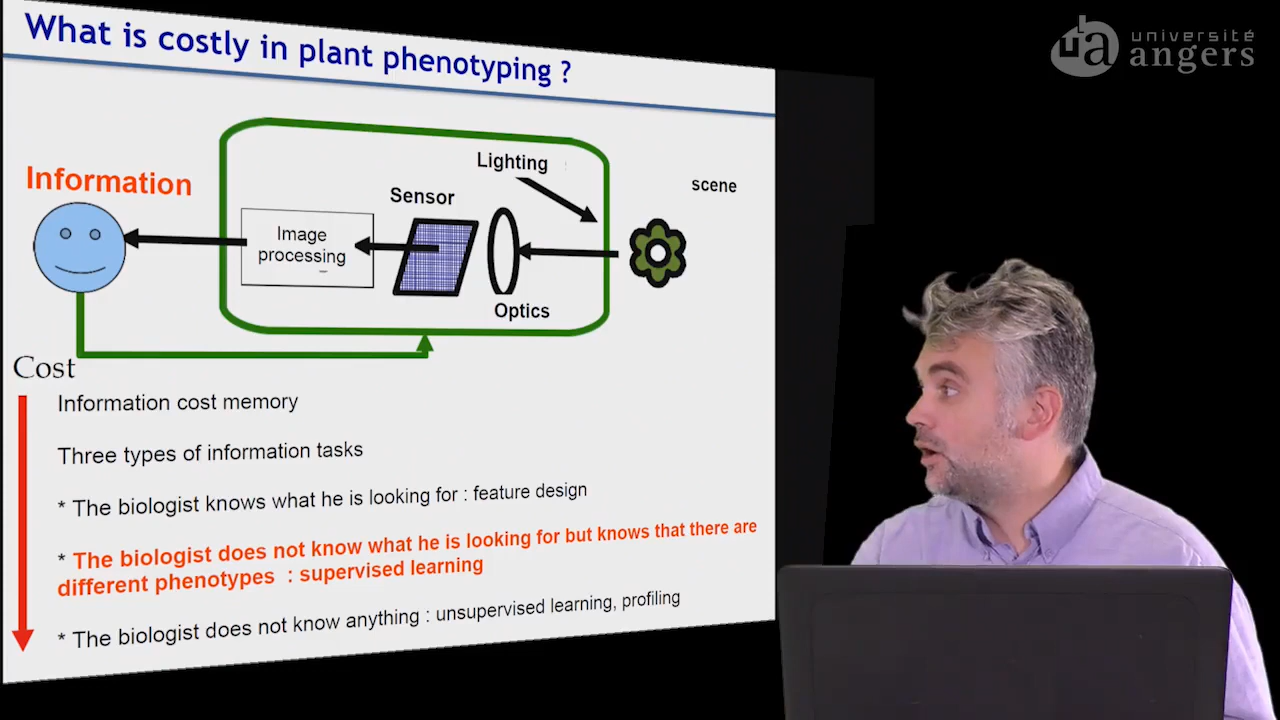 What is costly in plant phenotyping ?
université
angers
Lighting
scene
Information
Sensor
Image
processing
Optics
Cost
Information cost memory
Three types of information tasks
* The biologist knows what he is looking for : feature design
* The biologist does not know what he is looking for but knows that there are
different phenotypes : supervised learning
* The biologist does not know anything : unsupervised learning, profiling